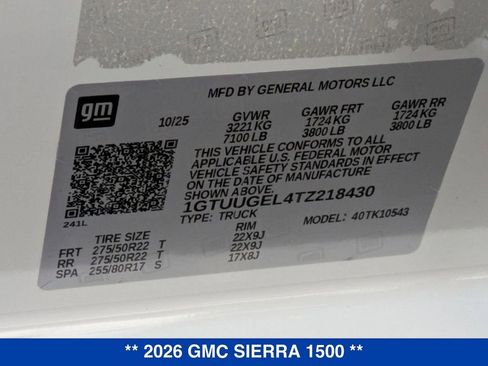 MFD BY GENERAL MOTORS LLC
gm
10/25 GVWR GAWR FRT GAWR RR
3221 KG 1724 KG 1724 KG
7100 LB 3800 LB 3800 LB
THIS VEHICLE CONFORMS TO ALL
APPLICABLE U.S. FEDERAL MOTOR
VEHICLE SAFETY STANDARDS IN EFFECT
ON THE DATE OF MANUFACTURE
SHOWN ABOVE.
1GTUUGEL4TZ218430
TYPE: TRUCK MODEL: 40TK10543
241L
TIRE SIZE RIM
FRT 275/50R22 T 22X9J
RR 275/50R22 T 22X9J
SPA 255/80R17 S 17X8J
** 2026 GMC SIERRA 1500 **